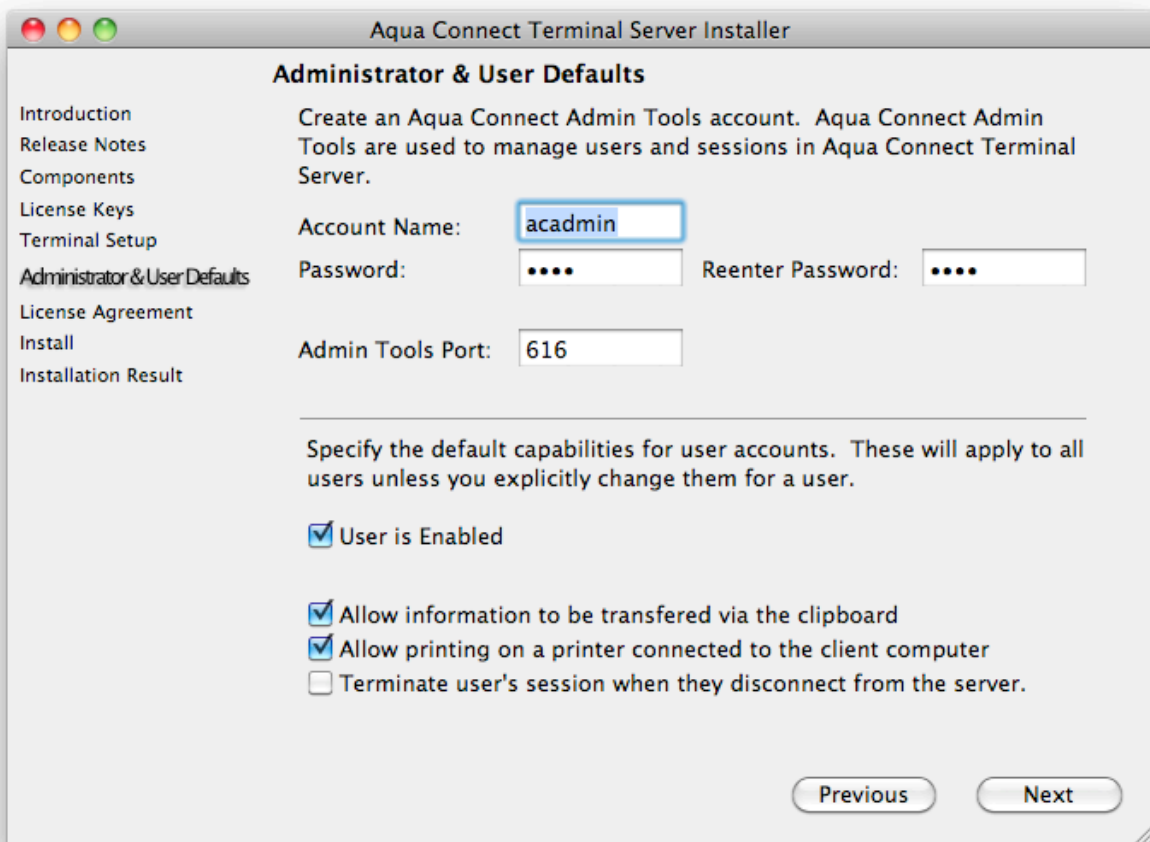 Aqua Connect Terminal Server Installer
Administrator & User Defaults
Introduction
Release Notes
Components
License Keys
Terminal Setup
Administrator & User Defaults
License Agreement
Install
Installation Result
Create an Aqua Connect Admin Tools account.  Aqua Connect Admin
Tools are used to manage users and sessions in Aqua Connect Terminal
Server.
Account Name: acadmin
Password: •••• Reenter Password: ••••
Admin Tools Port: 616
Specify the default capabilities for user accounts.  These will apply to all
users unless you explicitly change them for a user.
User is Enabled
Allow information to be transfered via the clipboard
Allow printing on a printer connected to the client computer
Terminate user's session when they disconnect from the server.
Previous Next